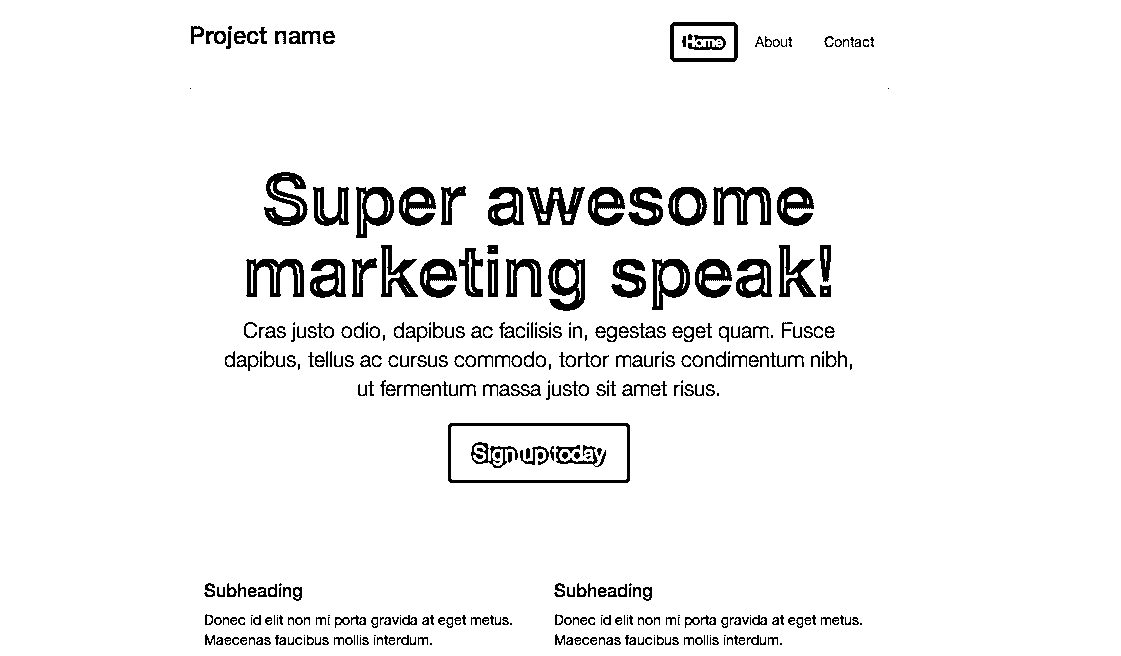 Project name
Home About Contact
Super awesome
marketing speak!
Cras justo odio, dapibus ac facilisis in, egestas eget quam. Fusce
dapibus, tellus ac cursus commodo, tortor mauris condimentum nibh,
ut fermentum massa justo sit amet risus.
Sign up today
Subheading
Donec id elit non mi porta gravida at eget metus.
Maecenas faucibus mollis interdum.
Subheading
Donec id elit non mi porta gravida at eget metus.
Maecenas faucibus mollis interdum.